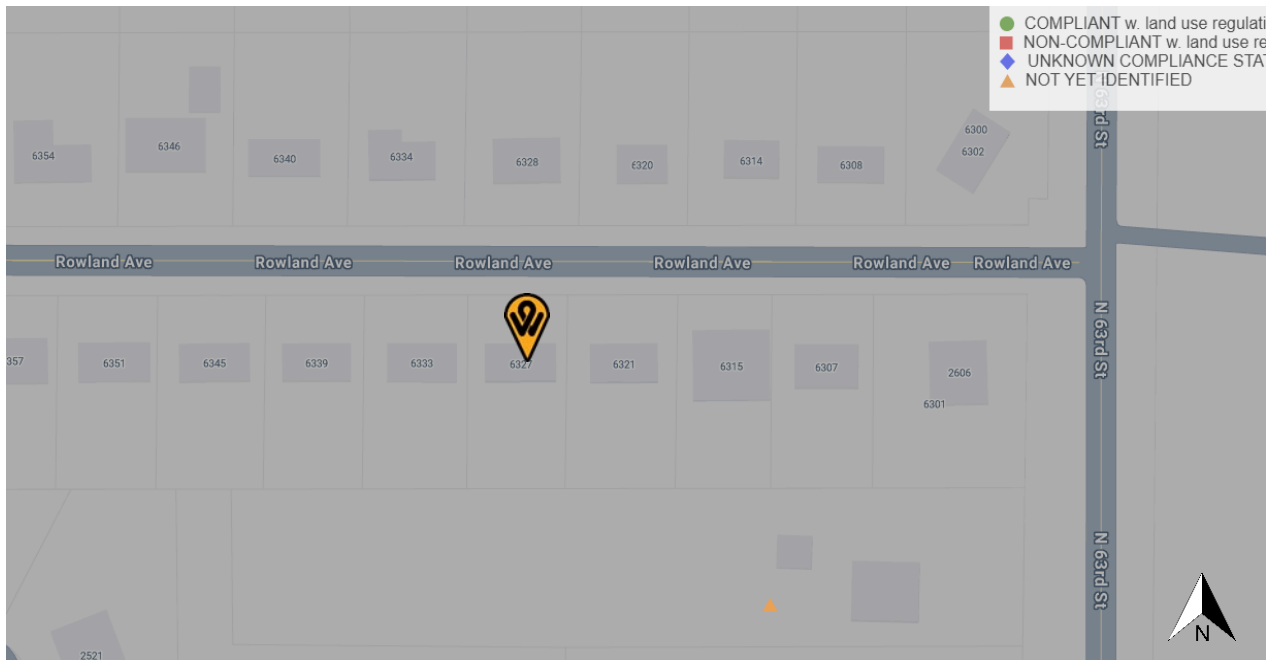 COMPLIANT w. land use regulati
NON-COMPLIANT w. land use re
UNKNOWN COMPLIANCE STAT
NOT YET IDENTIFIED
N 63rd St
6300
6302
6354
6346
6340
6334
6328
6320
6314
6308
Rowland Ave
Rowland Ave
Rowland Ave
Rowland Ave
Rowland Ave
Rowland Ave
N 63rd St
357
6351
6345
6339
6333
6327
6321
6315
6307
2606
6301
N 63rd St
N
2521